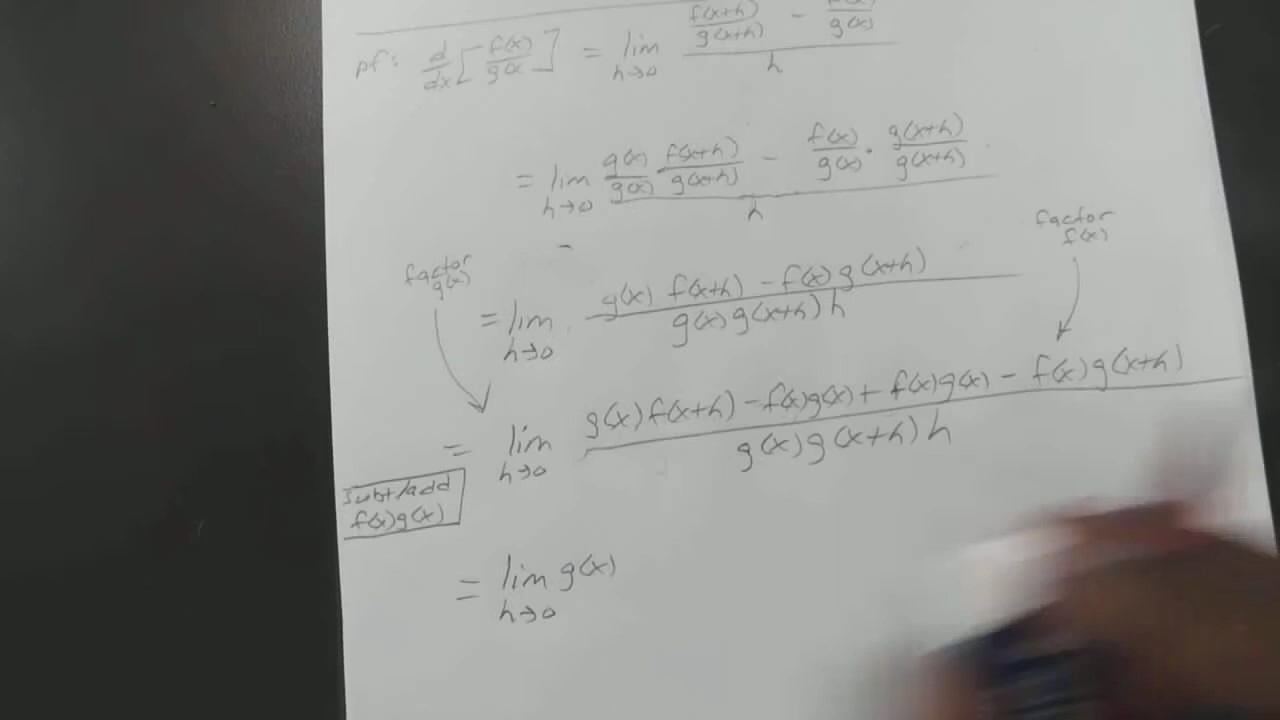 f(x+h)/g(x+h) - /g(x)
pf: d/dx [f(x)/g(x)] = lim h→0 h
= lim h→0 g(x)/g(x) f(x+h)/g(x+h) - f(x)/g(x) · g(x+h)/g(x+h)
h
factor f(x)
factor g(x)
= lim h→0 g(x) f(x+h) - f(x) g(x+h)
g(x) g(x+h) h
= lim h→0 g(x) f(x+h) - f(x)g(x) + f(x)g(x) - f(x)g(x+h)
g(x) g(x+h) h
Subt/add
f(x)g(x)
= lim h→0 g(x)